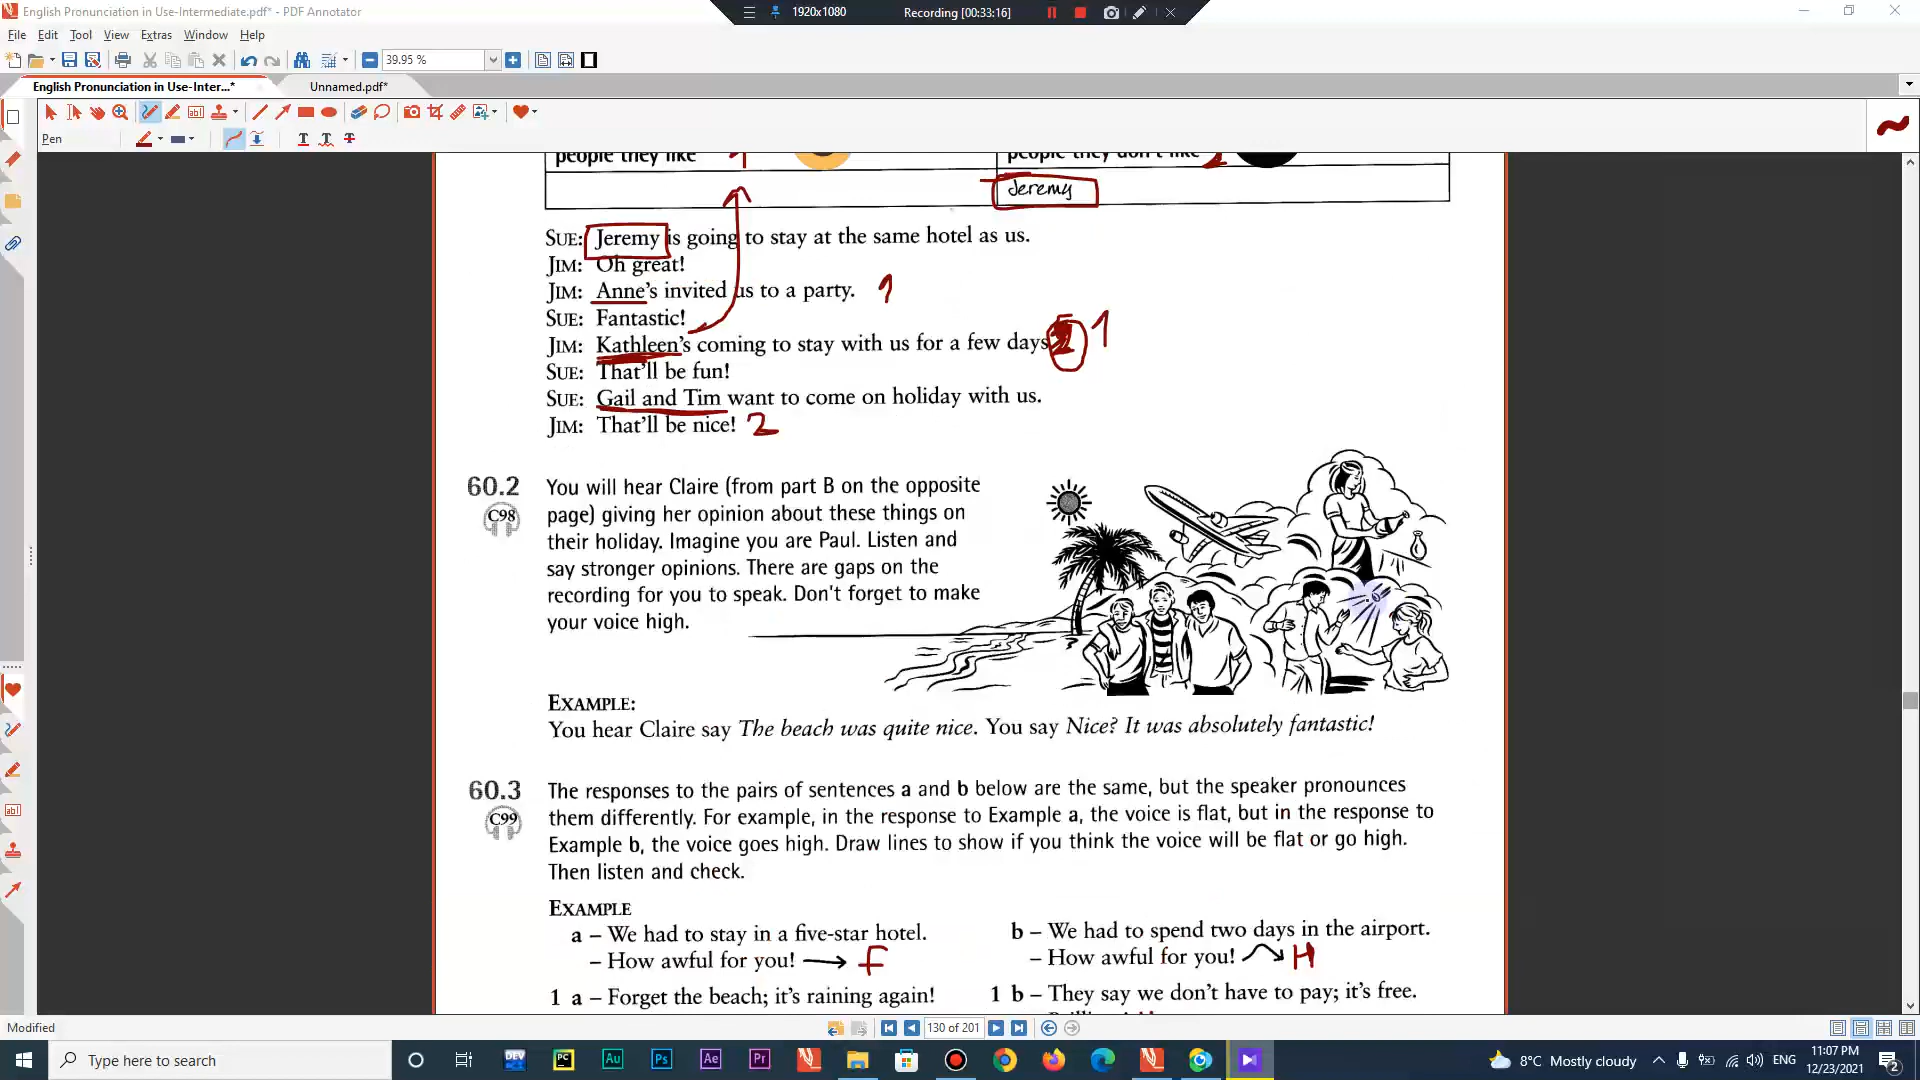 English Pronunciation in Use-Intermediate.pdf* - PDF Annotator
1920x1080
Recording [00:33:16]
File Edit Tool View Extras Window Help
39.95 %
English Pronunciation in Use-Inter...*
Unnamed.pdf*
Pen
people they like 1
people they don't like 2
Jeremy
SUE: Jeremy is going to stay at the same hotel as us.
JIM: Oh great!
JIM: Anne's invited us to a party. 1
SUE: Fantastic!
JIM: Kathleen's coming to stay with us for a few days 1
SUE: That'll be fun!
SUE: Gail and Tim want to come on holiday with us.
JIM: That'll be nice! 2
60.2
C98
You will hear Claire (from part B on the opposite
page) giving her opinion about these things on
their holiday. Imagine you are Paul. Listen and
say stronger opinions. There are gaps on the
recording for you to speak. Don't forget to make
your voice high.
EXAMPLE:
You hear Claire say The beach was quite nice. You say Nice? It was absolutely fantastic!
60.3
C99
The responses to the pairs of sentences a and b below are the same, but the speaker pronounces
them differently. For example, in the response to Example a, the voice is flat, but in the response to
Example b, the voice goes high. Draw lines to show if you think the voice will be flat or go high.
Then listen and check.
EXAMPLE
a – We had to stay in a five-star hotel.
– How awful for you! F
b – We had to spend two days in the airport.
– How awful for you! H
1 a – Forget the beach; it's raining again!
1 b – They say we don't have to pay; it's free.
Modified
130 of 201
Type here to search
DEV
PC
Au
Ps
Ae
Pr
8°C Mostly cloudy
ENG
11:07 PM
12/23/2021
2